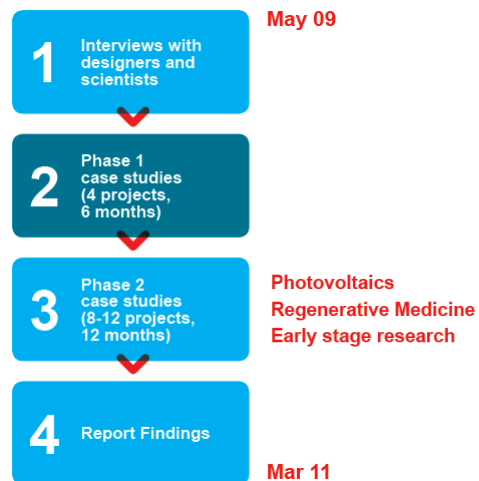 May 09
1
Interviews with
designers and
scientists
2
Phase 1
case studies
(4 projects,
6 months)
3
Phase 2
case studies
(8-12 projects,
12 months)
Photovoltaics
Regenerative Medicine
Early stage research
4
Report Findings
Mar 11